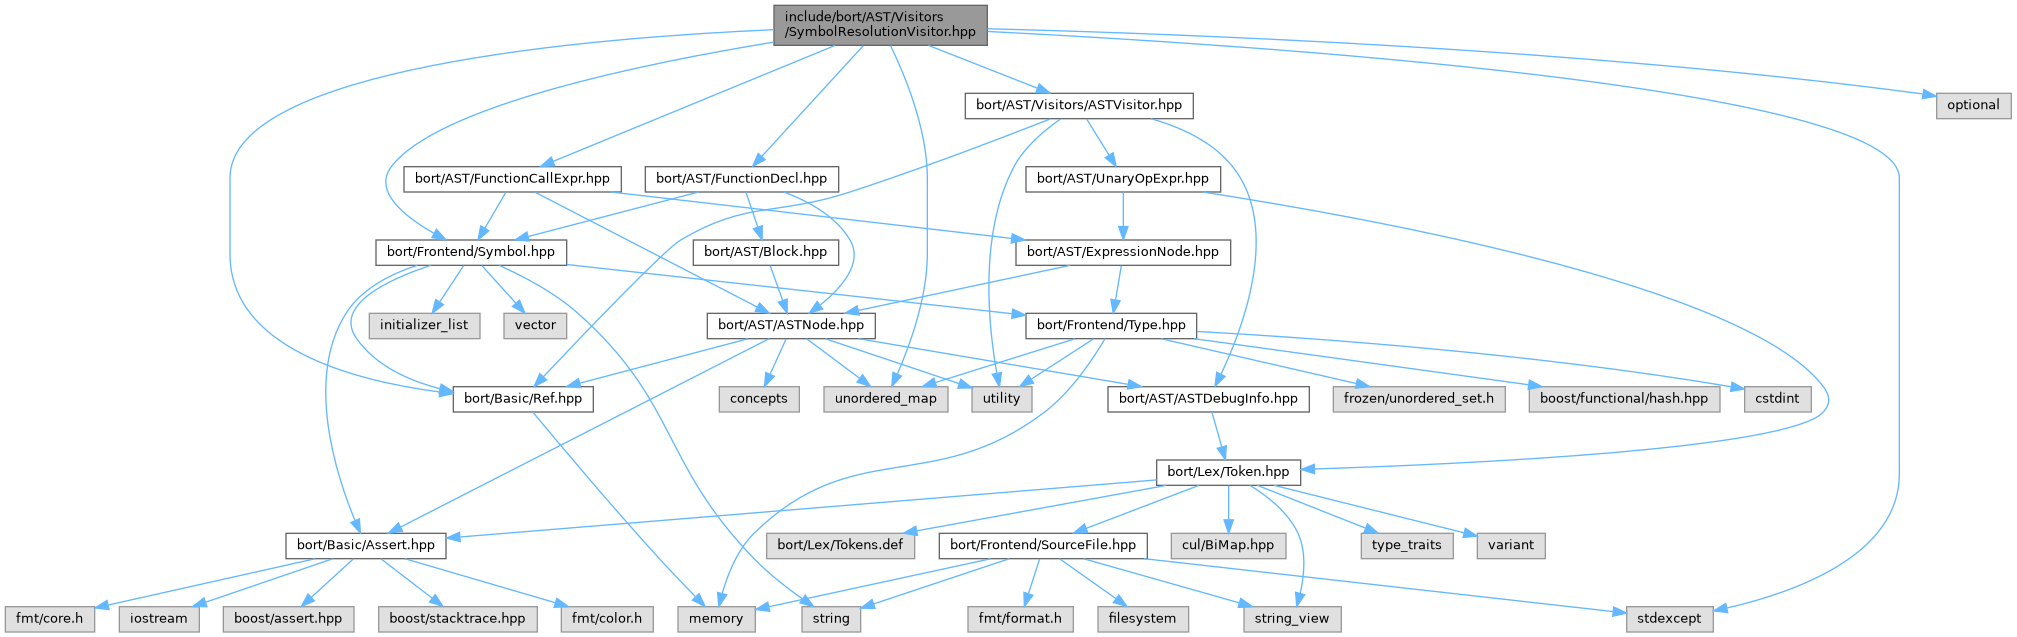 include/bort/AST/Visitors
/SymbolResolutionVisitor.hpp
bort/AST/Visitors/ASTVisitor.hpp
optional
bort/AST/FunctionCallExpr.hpp
bort/AST/FunctionDecl.hpp
bort/AST/UnaryOpExpr.hpp
bort/Frontend/Symbol.hpp
bort/AST/Block.hpp
bort/AST/ExpressionNode.hpp
initializer_list
vector
bort/AST/ASTNode.hpp
bort/Frontend/Type.hpp
bort/Basic/Ref.hpp
concepts
unordered_map
utility
bort/AST/ASTDebugInfo.hpp
frozen/unordered_set.h
boost/functional/hash.hpp
cstdint
bort/Lex/Token.hpp
bort/Basic/Assert.hpp
bort/Lex/Tokens.def
bort/Frontend/SourceFile.hpp
cul/BiMap.hpp
type_traits
variant
fmt/core.h
iostream
boost/assert.hpp
boost/stacktrace.hpp
fmt/color.h
memory
string
fmt/format.h
filesystem
string_view
stdexcept